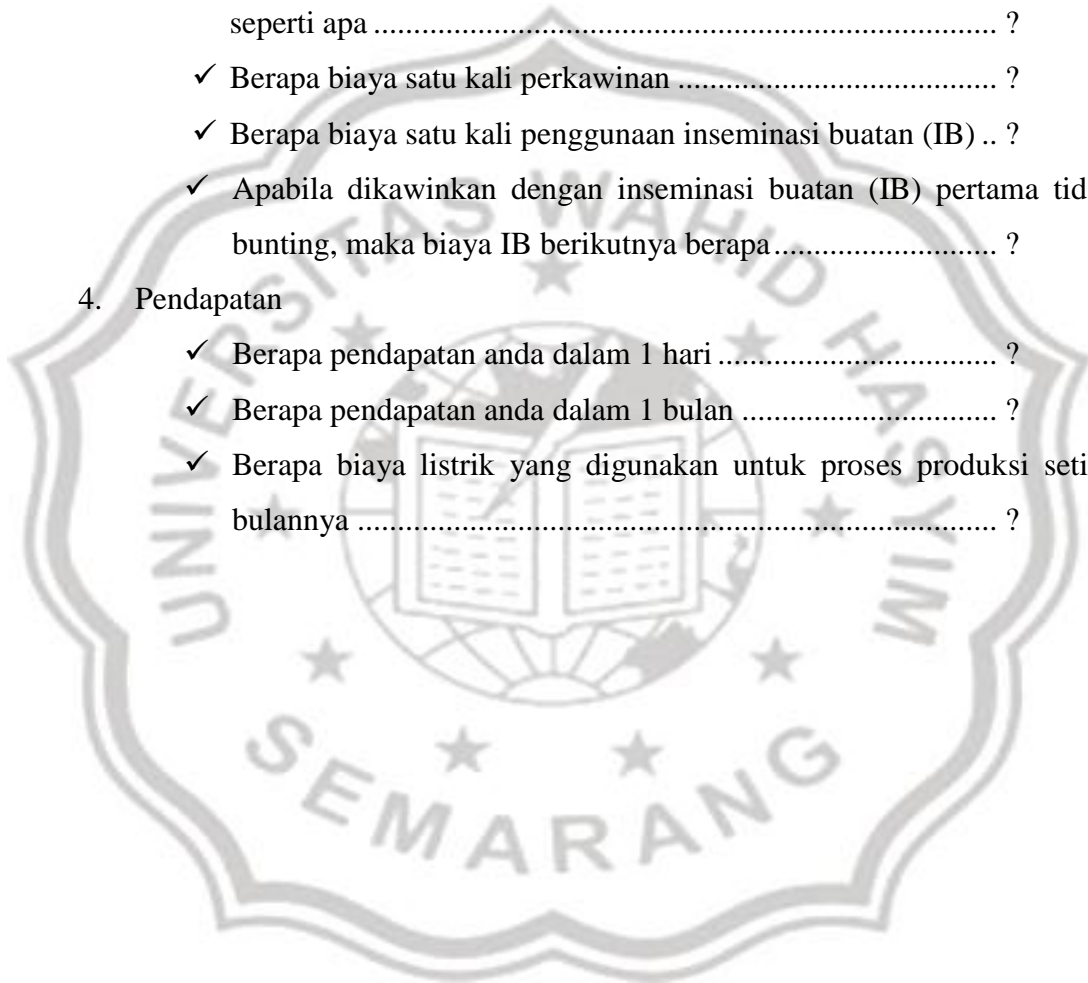 seperti apa ........................................................................ ?
✓ Berapa biaya satu kali perkawinan ..................................... ?
✓ Berapa biaya satu kali penggunaan inseminasi buatan (IB) .. ?
✓ Apabila dikawinkan dengan inseminasi buatan (IB) pertama tid
bunting, maka biaya IB berikutnya berapa .......................... ?
4. Pendapatan
✓ Berapa pendapatan anda dalam 1 hari ................................ ?
✓ Berapa pendapatan anda dalam 1 bulan ............................. ?
✓ Berapa biaya listrik yang digunakan untuk proses produksi seti
bulannya .......................................................................... ?
UNIVERSITAS WAHID HASYIM
SEMARANG